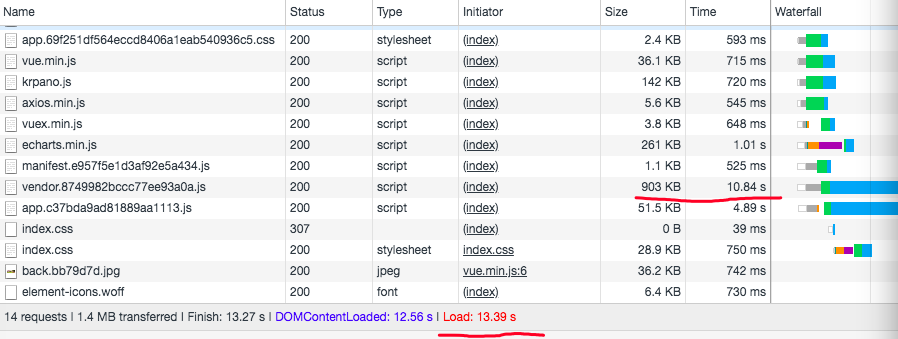 Name Status Type Initiator Size Time Waterfall
app.69f251df564eccd8406a1eab540936c5.css 200 stylesheet (index) 2.4 KB 593 ms
vue.min.js 200 script (index) 36.1 KB 715 ms
krpano.js 200 script (index) 142 KB 720 ms
axios.min.js 200 script (index) 5.6 KB 545 ms
vuex.min.js 200 script (index) 3.8 KB 648 ms
echarts.min.js 200 script (index) 261 KB 1.01 s
manifest.e957f5e1d3af92e5a434.js 200 script (index) 1.1 KB 525 ms
vendor.8749982bccc77ee93a0a.js 200 script (index) 903 KB 10.84 s
app.c37bda9ad81889aa1113.js 200 script (index) 51.5 KB 4.89 s
index.css 307 (index) 0 B 39 ms
index.css 200 stylesheet index.css 28.9 KB 750 ms
back.bb79d7d.jpg 200 jpeg vue.min.js:6 36.2 KB 742 ms
element-icons.woff 200 font (index) 6.4 KB 730 ms
14 requests | 1.4 MB transferred | Finish: 13.27 s | DOMContentLoaded: 12.56 s | Load: 13.39 s